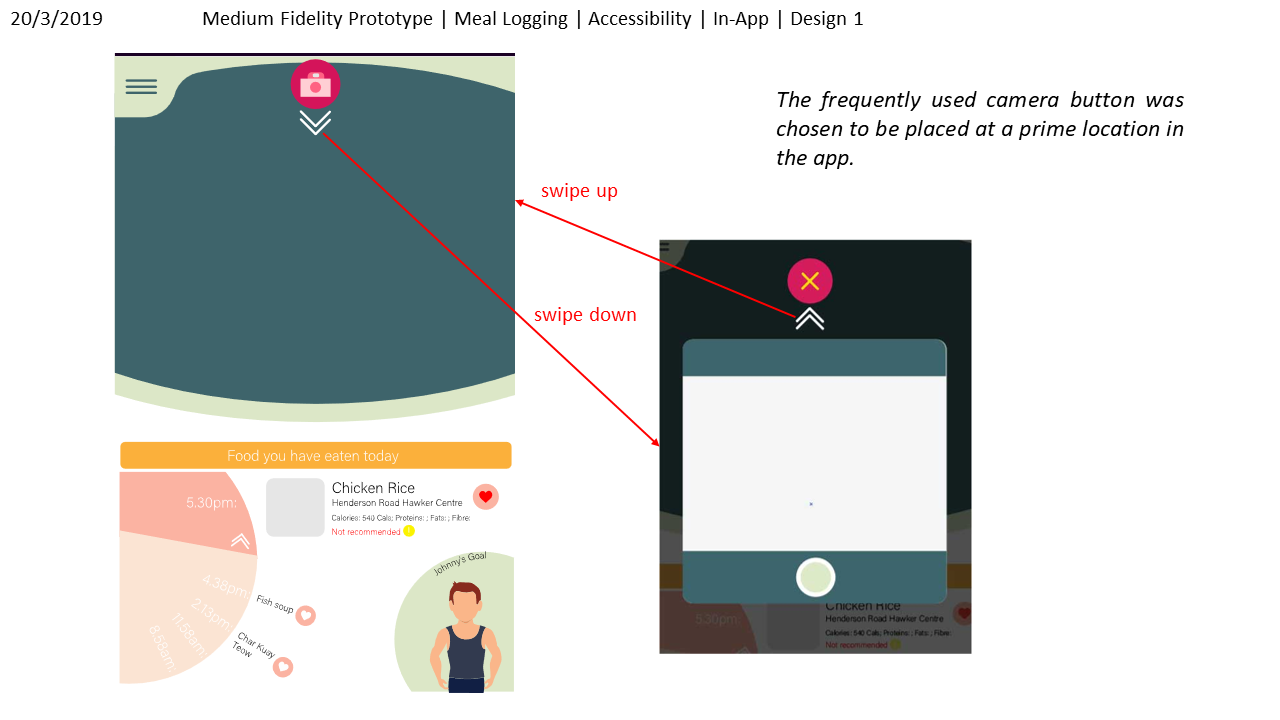 20/3/2019
Medium Fidelity Prototype | Meal Logging | Accessibility | In-App | Design 1
The frequently used camera button was
chosen to be placed at a prime location in
the app.
swipe up
swipe down
Food you have eaten today
5.30pm:
Chicken Rice
Henderson Road Hawker Centre
Calories: 540 Cals; Proteins: ; Fats: ; Fibre:
Not recommended !
4.38pm:
Fish soup
2.13pm:
Char Kuay
Teow
11.58am:
8.58am:
Johnny's Goal
5.30pm:
Chicken Rice
Henderson Road Hawker Centre
Calories: 540 Cals; Proteins: ; Fats: ; Fibre:
Not recommended